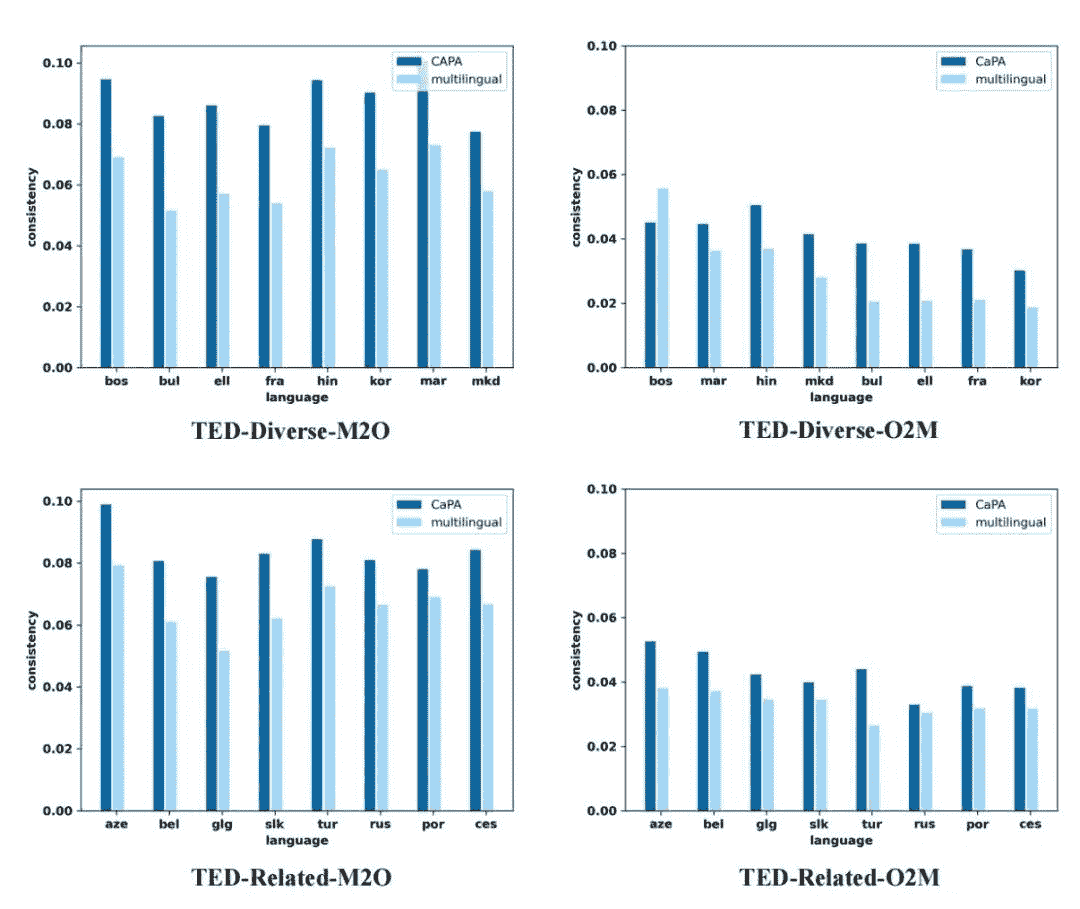 0.10
0.08
0.06
0.04
0.02
0.00
consistency
CAPA
multilingual
bos bul ell fra hin kor mar mkd
language
TED-Diverse-M2O
0.10
0.08
0.06
0.04
0.02
0.00
consistency
CaPA
multilingual
bos mar hin mkd bul ell fra kor
language
TED-Diverse-O2M
0.10
0.08
0.06
0.04
0.02
0.00
consistency
CaPA
multilingual
aze bel glg slk tur rus por ces
language
TED-Related-M2O
0.10
0.08
0.06
0.04
0.02
0.00
consistency
CaPA
multilingual
aze bel glg slk tur rus por ces
language
TED-Related-O2M